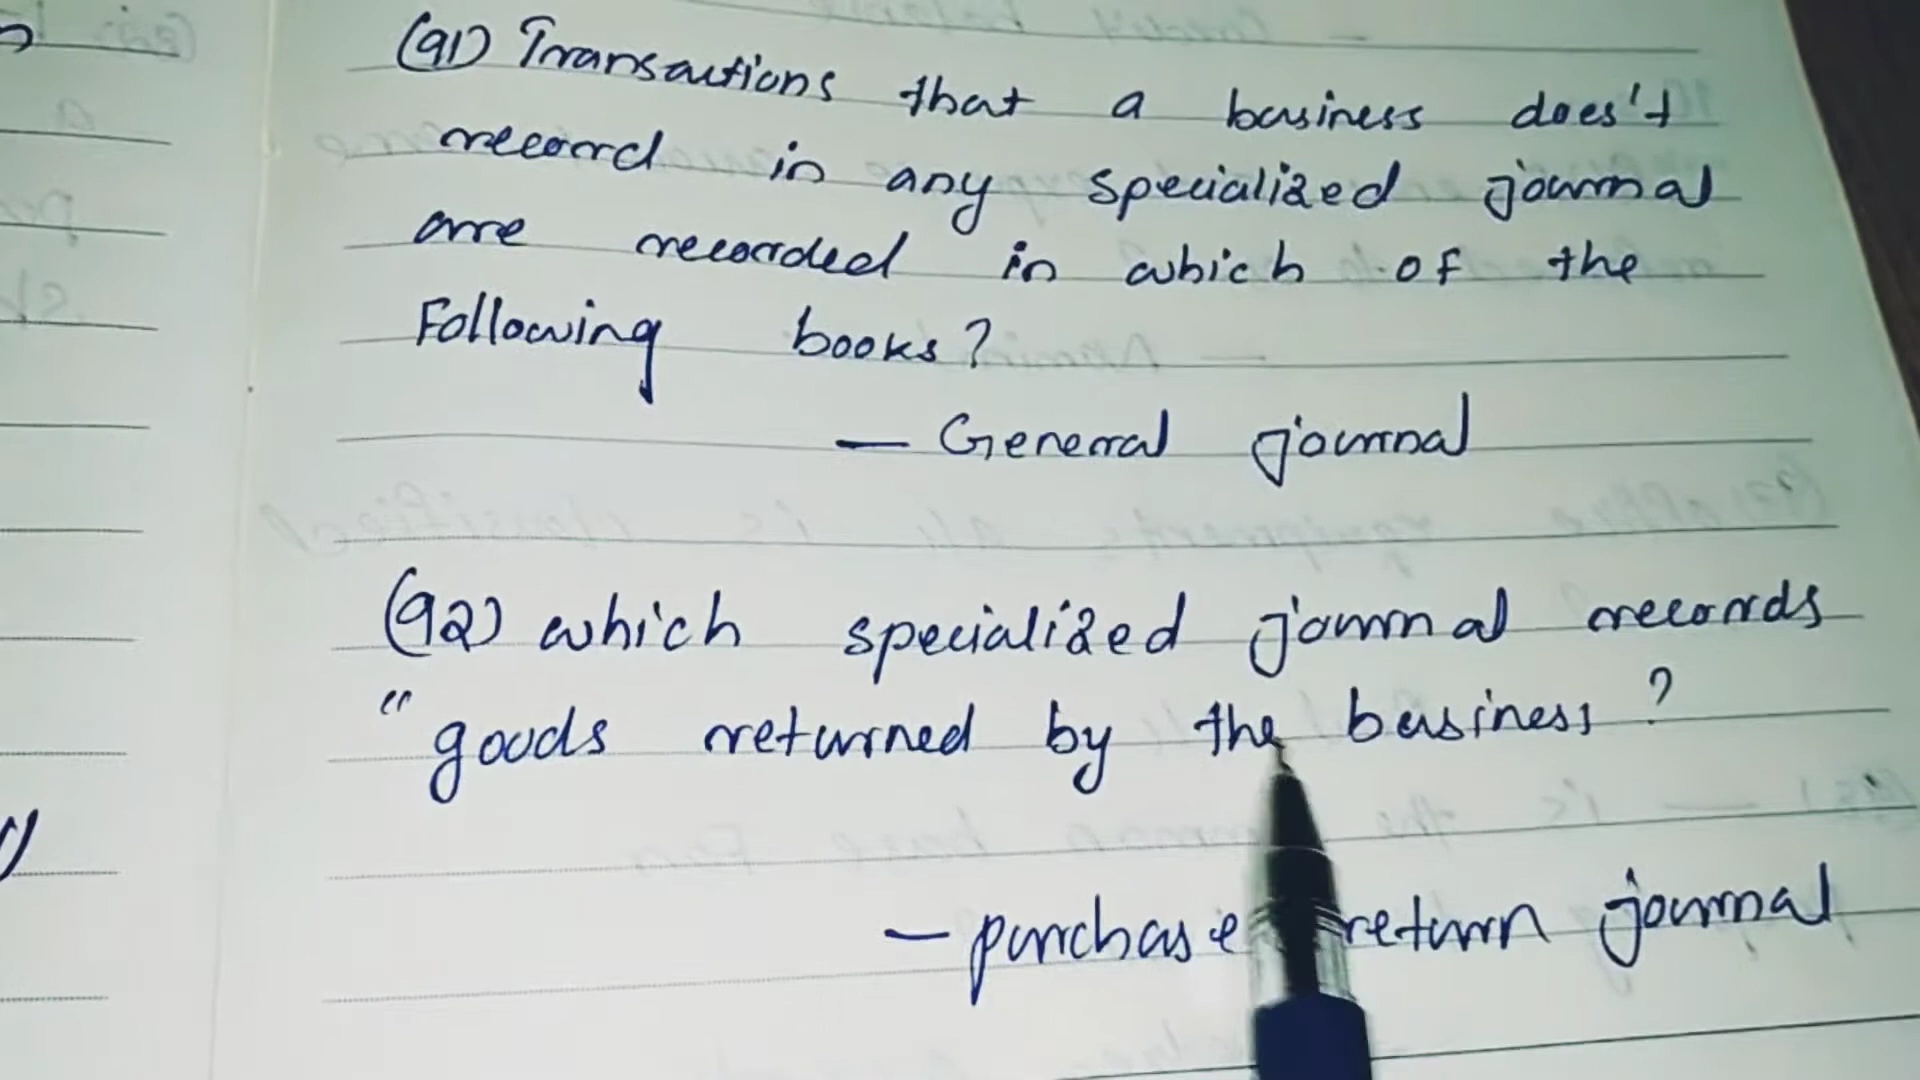 (91) Transactions that a business does't
record in any specialized journal
are recorded in which of the
Following books?
— General journal
(92) which specialized journal records
" goods returned by the business ?
— purchase return journal